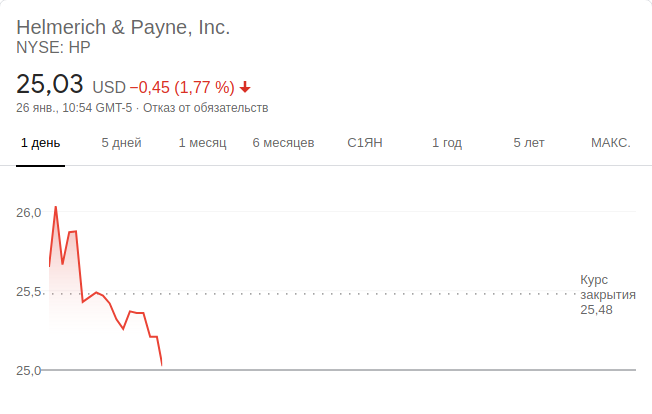 Helmerich & Payne, Inc.
NYSE: HP
25,03 USD −0,45 (1,77 %)
26 янв., 10:54 GMT-5 · Отказ от обязательств
1 день 5 дней 1 месяц 6 месяцев С1ЯН 1 год 5 лет МАКС.
26,0
25,5
25,0
Курс
закрытия
25,48